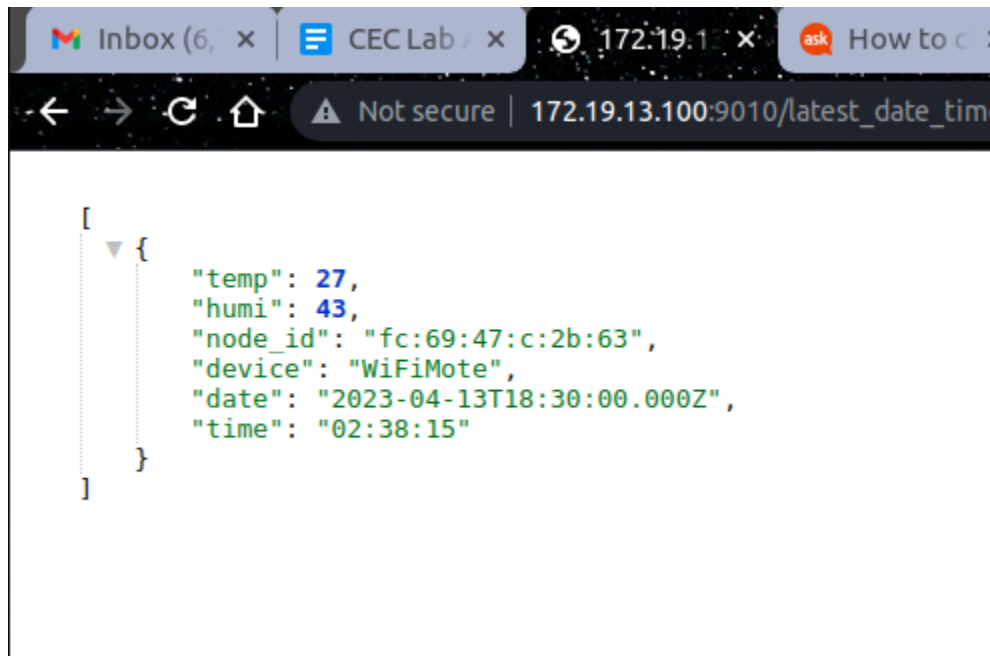 Inbox (6, × CEC Lab / × 172.19.1 × ask How to c
Not secure | 172.19.13.100:9010/latest_date_tim
[
{
"temp": 27,
"humi": 43,
"node_id": "fc:69:47:c:2b:63",
"device": "WiFiMote",
"date": "2023-04-13T18:30:00.000Z",
"time": "02:38:15"
}
]